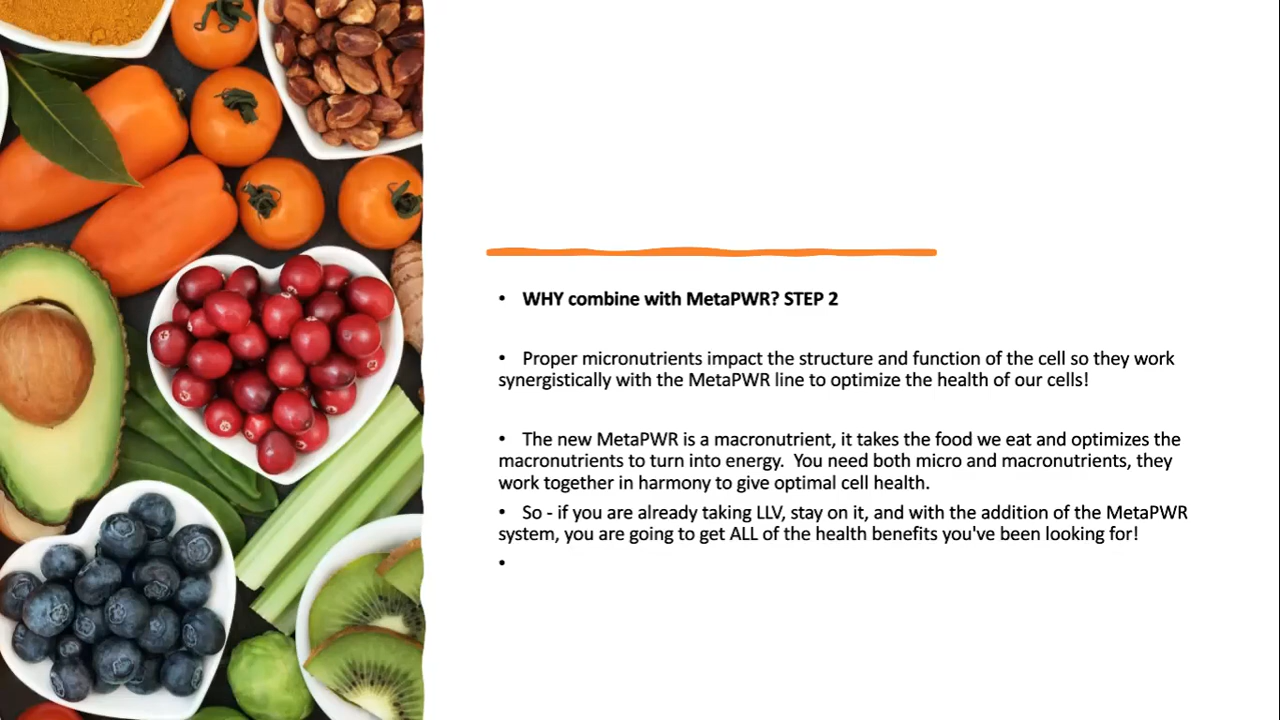 • WHY combine with MetaPWR? STEP 2
• Proper micronutrients impact the structure and function of the cell so they work
synergistically with the MetaPWR line to optimize the health of our cells!
• The new MetaPWR is a macronutrient, it takes the food we eat and optimizes the
macronutrients to turn into energy.  You need both micro and macronutrients, they
work together in harmony to give optimal cell health.
• So - if you are already taking LLV, stay on it, and with the addition of the MetaPWR
system, you are going to get ALL of the health benefits you've been looking for!
•